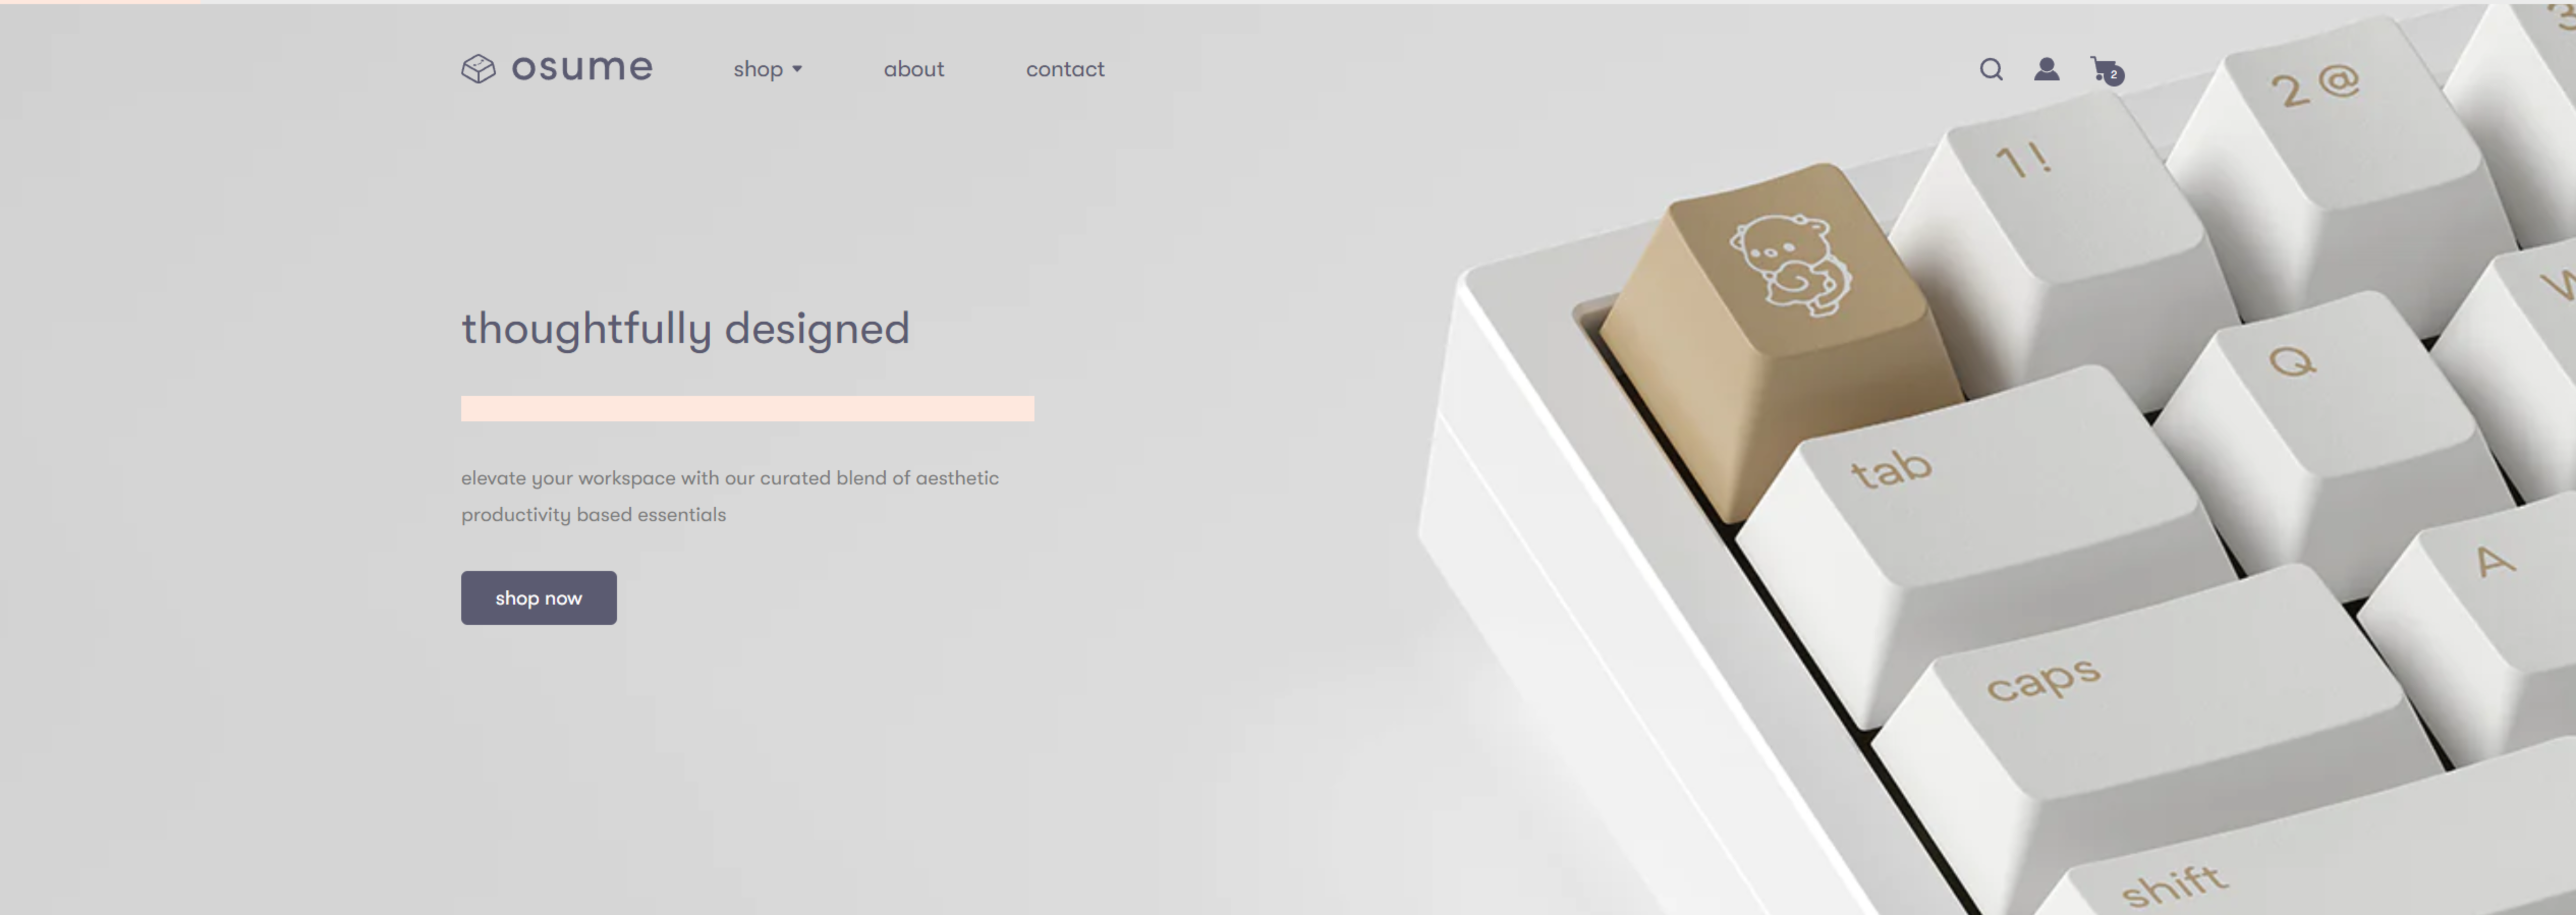 osume
shop
about
contact
2
thoughtfully designed
elevate your workspace with our curated blend of aesthetic
productivity based essentials
shop now
1 !
2 @
3
tab
Q
W
caps
A
shift